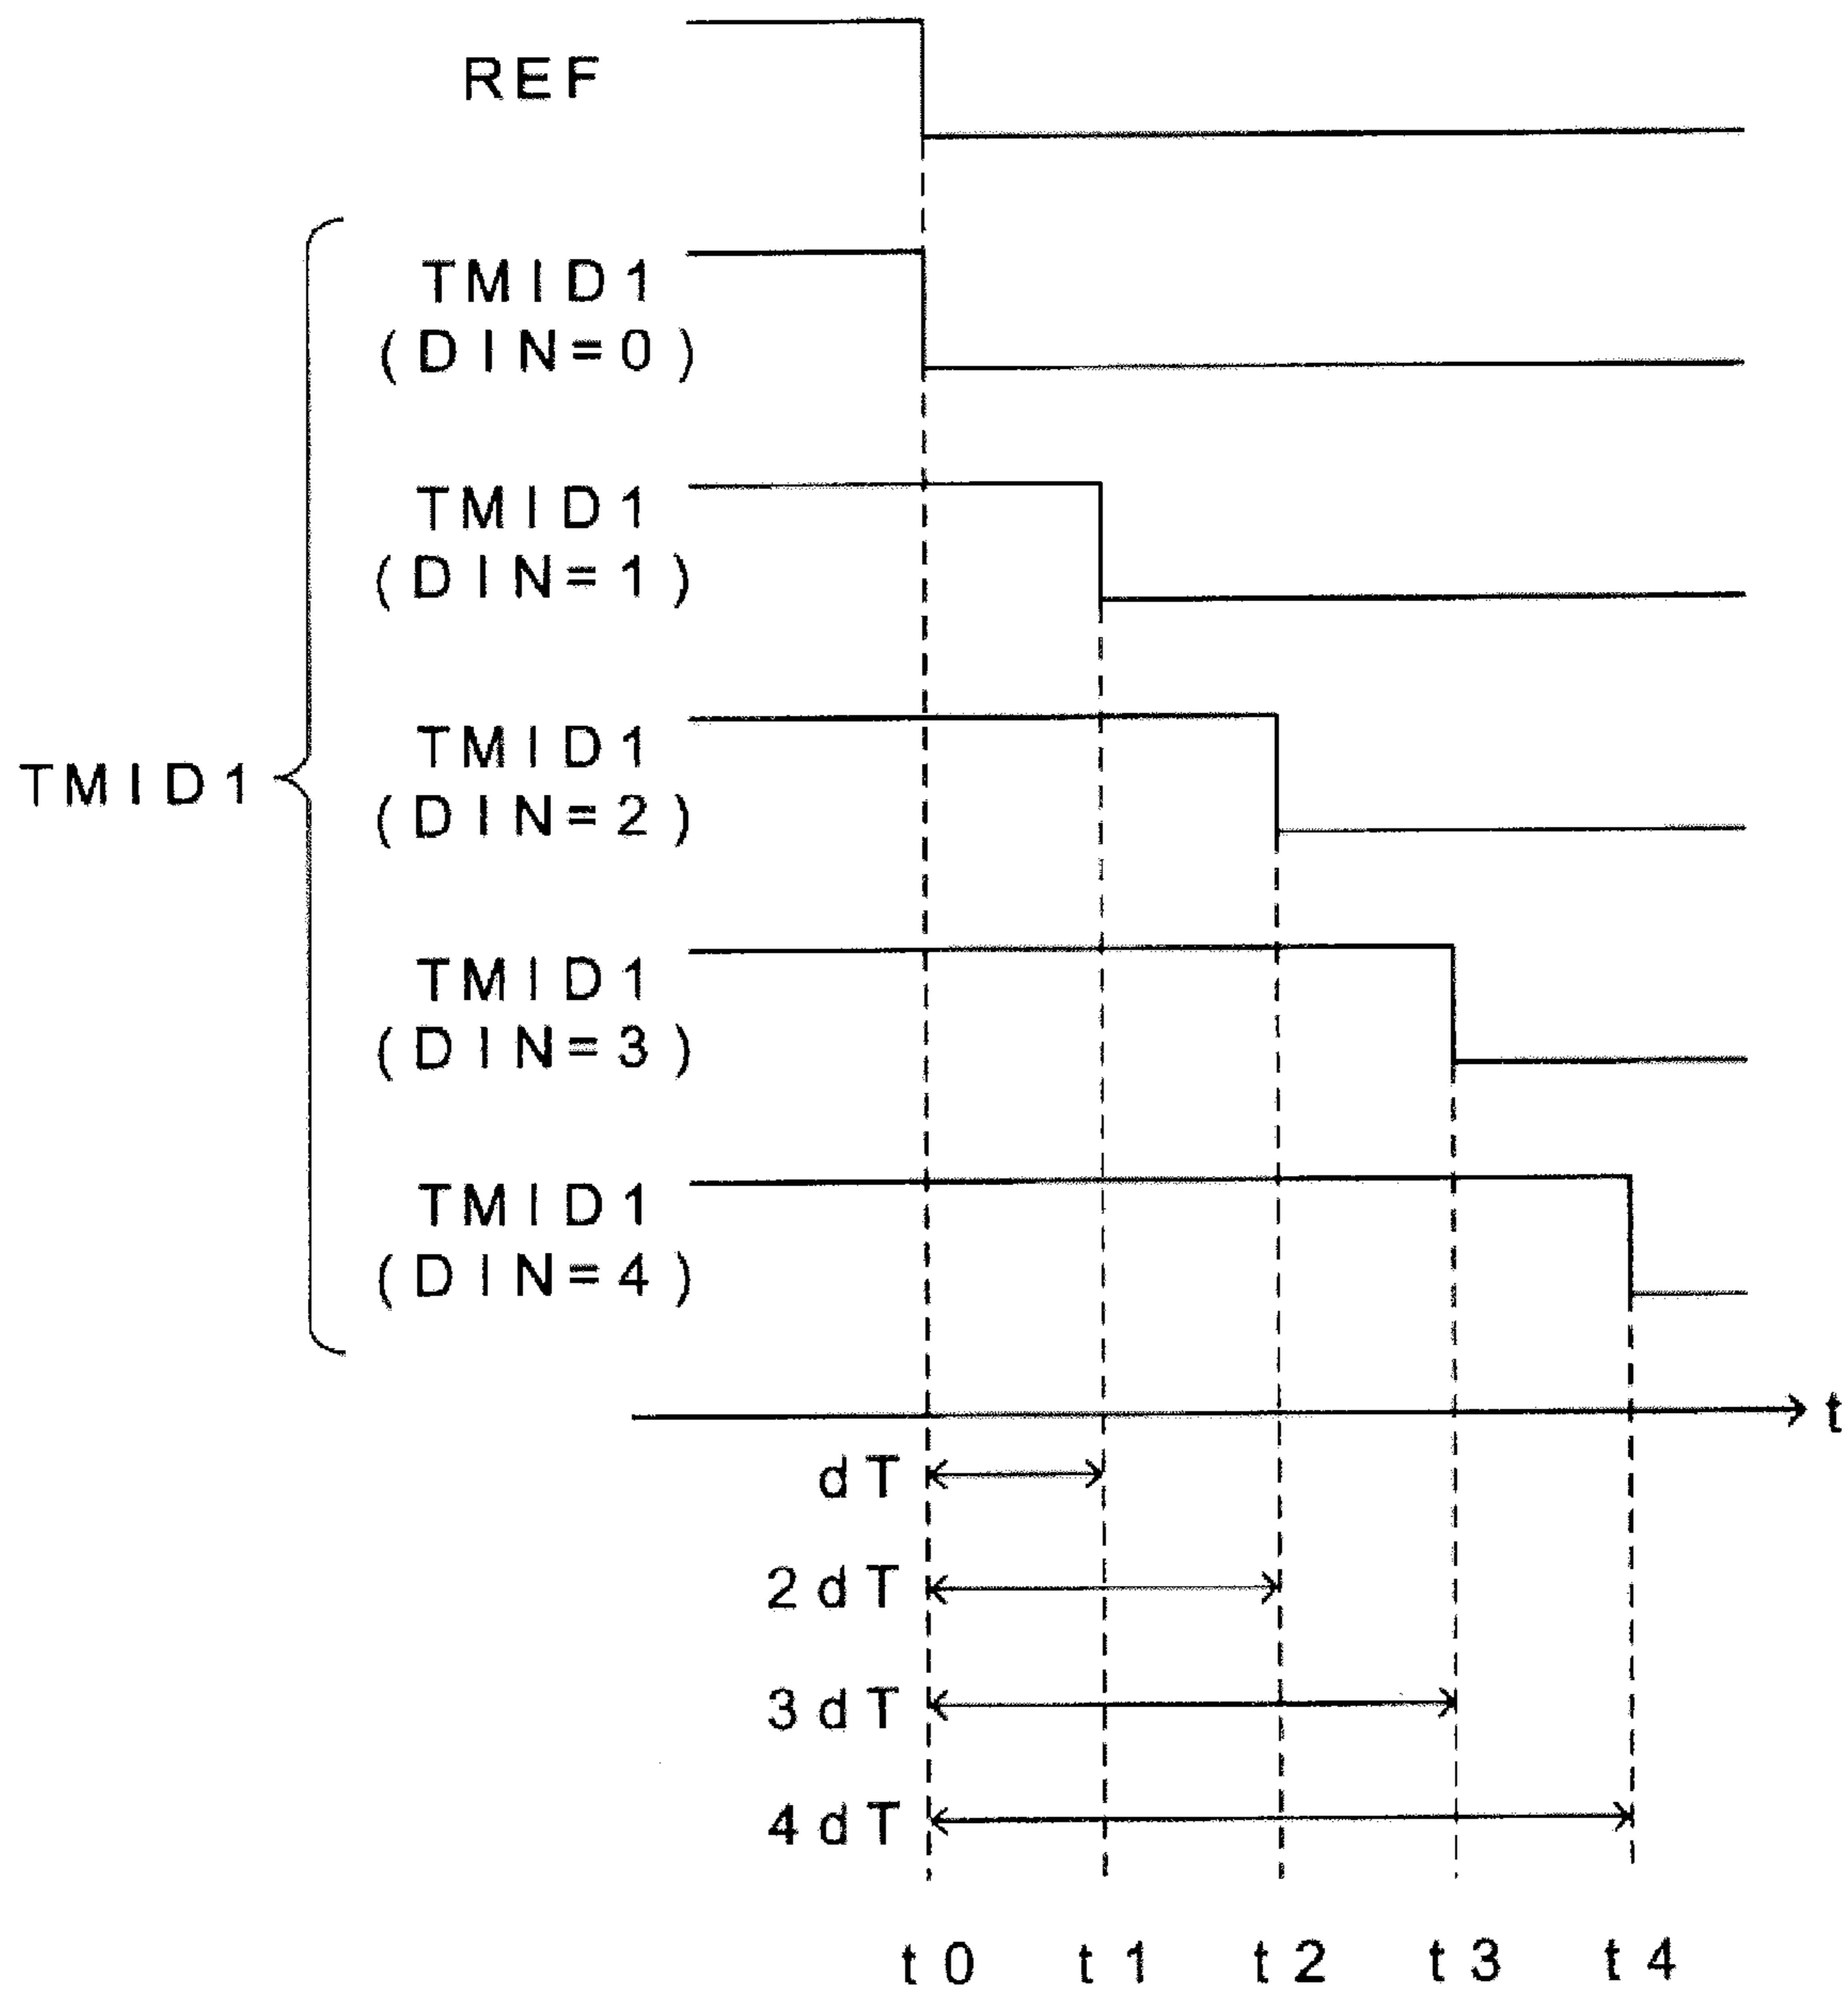 REF
TMID1
(DIN=0)
TMID1
(DIN=1)
TMID1
(DIN=2)
TMID1
TMID1
(DIN=3)
TMID1
(DIN=4)
t
dT
2dT
3dT
4dT
t0 t1 t2 t3 t4